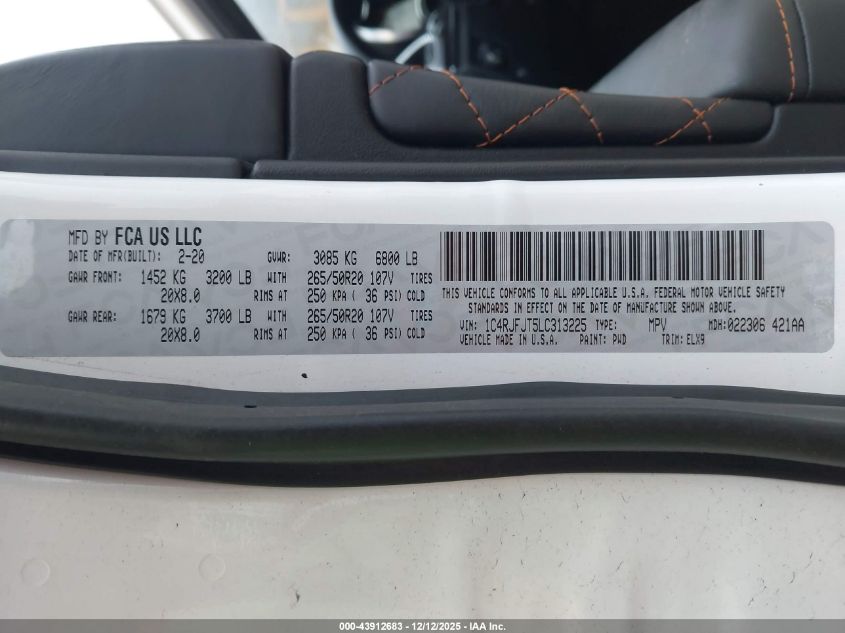 MFD BY FCA US LLC
DATE OF MFR(BUILT): 2-20 GVWR: 3085 KG 6800 LB
GAWR FRONT: 1452 KG 3200 LB WITH 265/50R20 107V TIRES
20X8.0 RIMS AT 250 KPA ( 36 PSI) COLD
GAWR REAR: 1679 KG 3700 LB WITH 265/50R20 107V TIRES
20X8.0 RIMS AT 250 KPA ( 36 PSI) COLD
THIS VEHICLE CONFORMS TO ALL APPLICABLE U.S.A. FEDERAL MOTOR VEHICLE SAFETY
STANDARDS IN EFFECT ON THE DATE OF MANUFACTURE SHOWN ABOVE.
VIN: 1C4RJFJT5LC313225 TYPE: MPV MDH: 022306 421AA
VEHICLE MADE IN U.S.A. PAINT: PWD TRIM: ELX9
000-43912683 - 12/12/2025 - IAA Inc.